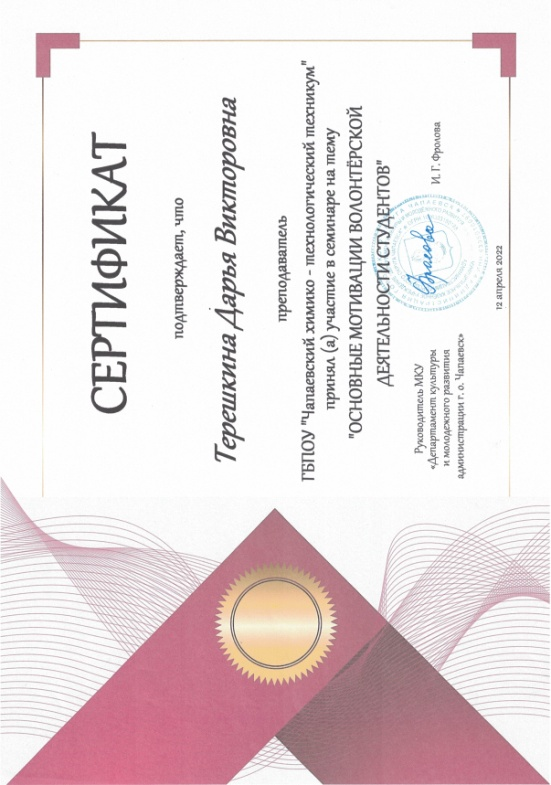 СЕРТИФИКАТ
подтверждает, что
Терешкина Дарья Викторовна
преподаватель
ГБПОУ "Чапаевский химико - технологический техникум"
принял (а) участие в семинаре на тему
"ОСНОВНЫЕ МОТИВАЦИИ ВОЛОНТЁРСКОЙ
ДЕЯТЕЛЬНОСТИ СТУДЕНТОВ"
Руководитель МКУ
«Департамент культуры
и молодежного развития
администрации г. о. Чапаевск»
И. Г. Фролова
12 апреля 2022